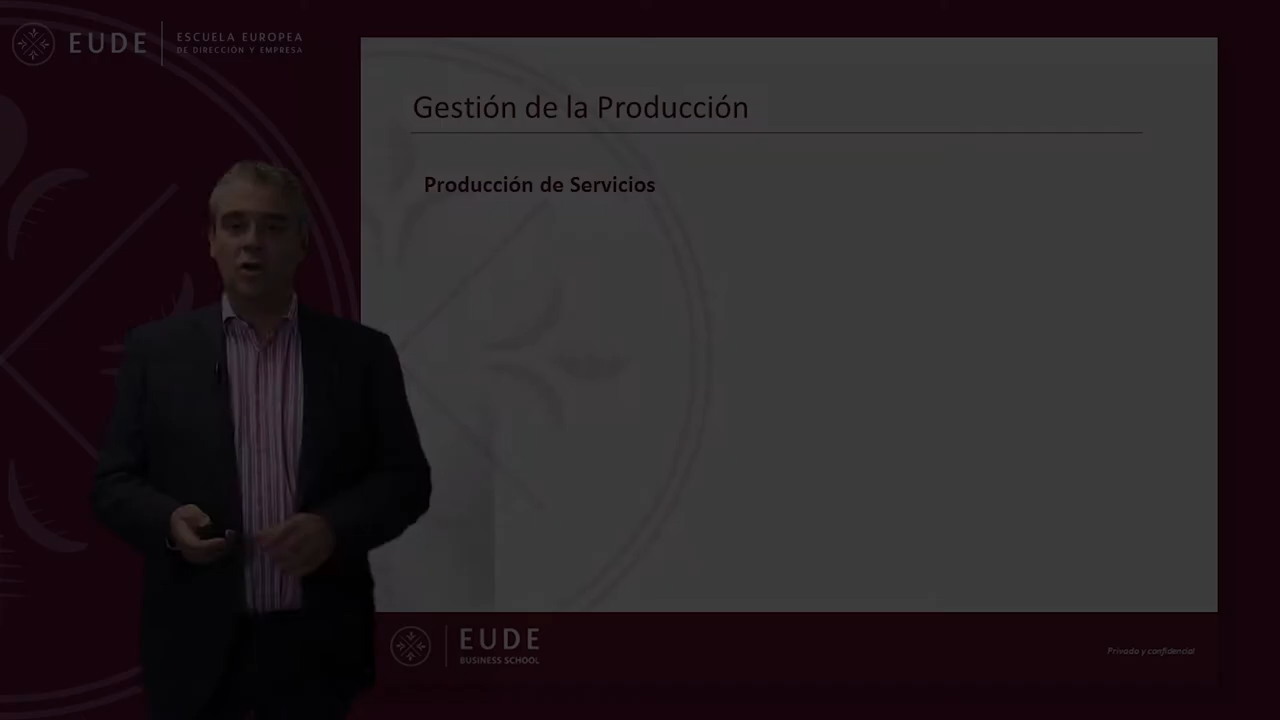 EUDE
ESCUELA EUROPEA
DE DIRECCIÓN Y EMPRESA
Gestión de la Producción
Producción de Servicios
EUDE
BUSINESS SCHOOL
Privado y confidencial